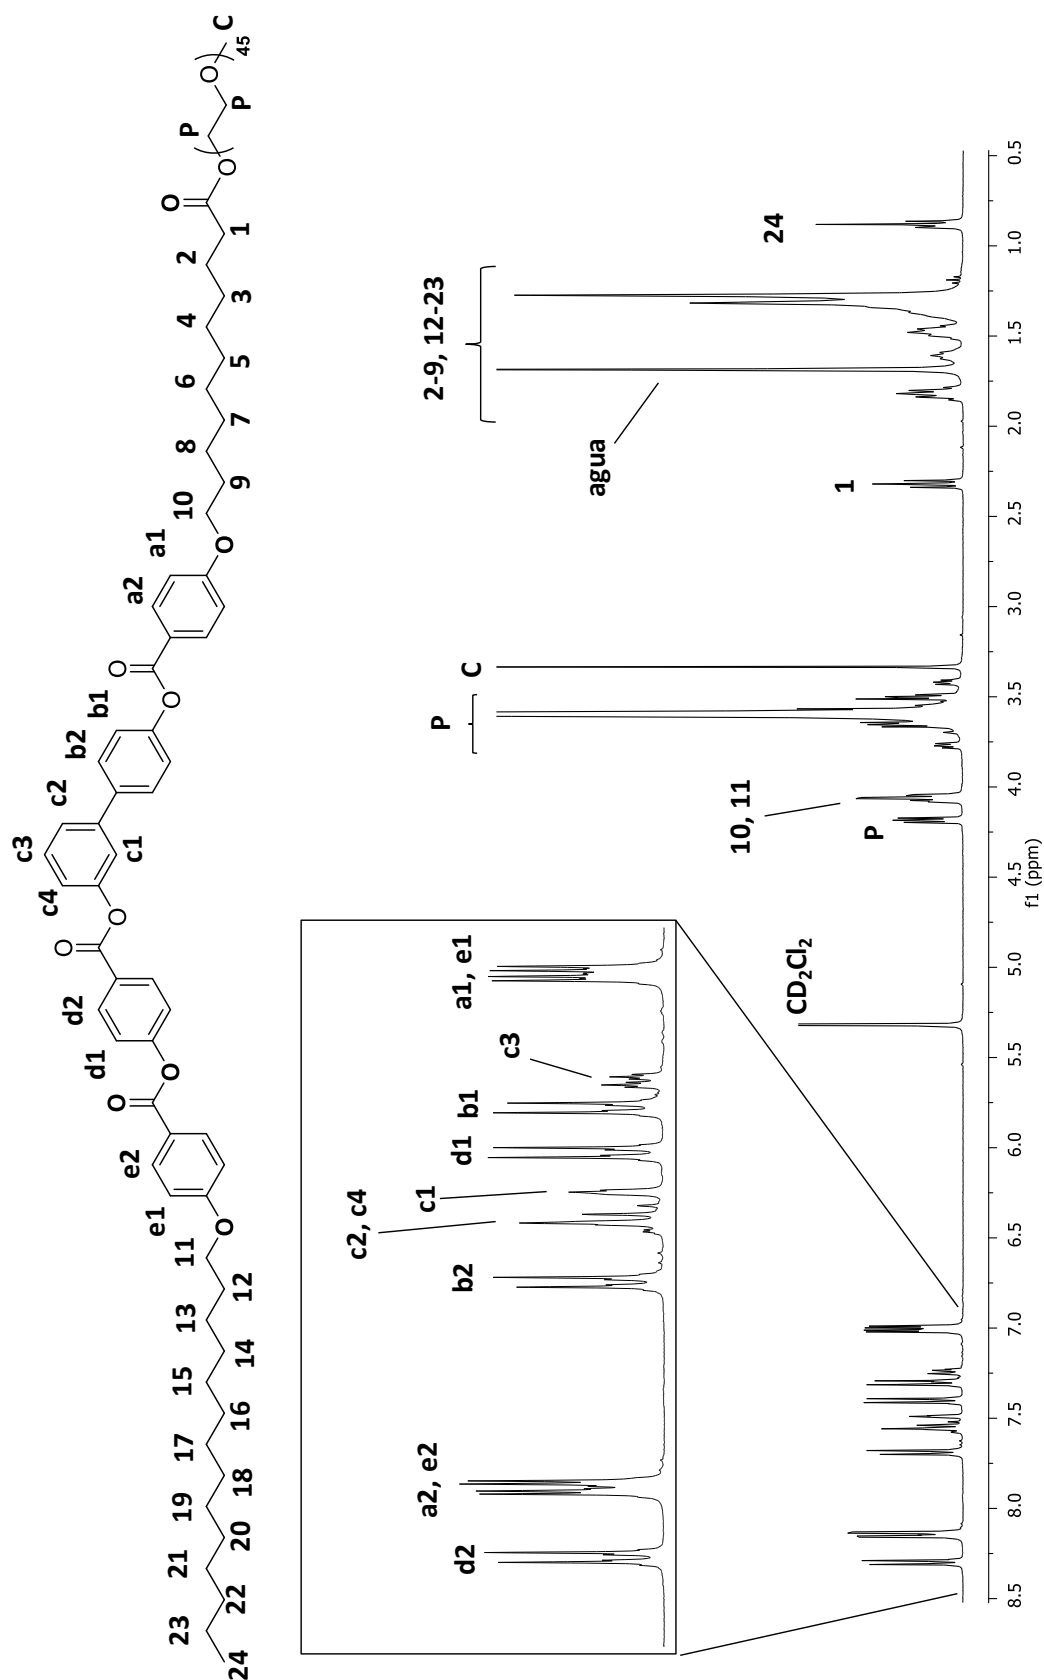 24
23
22
21
20
19
18
17
16
15
14
13
12
11
O
e1
e2
O
O
d1
d2
O
O
c4
c3
c1
c2
b2
b1
O
O
a2
a1
O
10
9
8
7
6
5
4
3
2
1
O
O
P
P
O
45
C
d2
a2, e2
b2
c2, c4
c1
d1
b1
c3
a1, e1
CD₂Cl₂
P
10, 11
P
C
1
agua
2-9, 12-23
24
8.5 8.0 7.5 7.0 6.5 6.0 5.5 5.0 4.5 4.0 3.5 3.0 2.5 2.0 1.5 1.0 0.5
f1 (ppm)